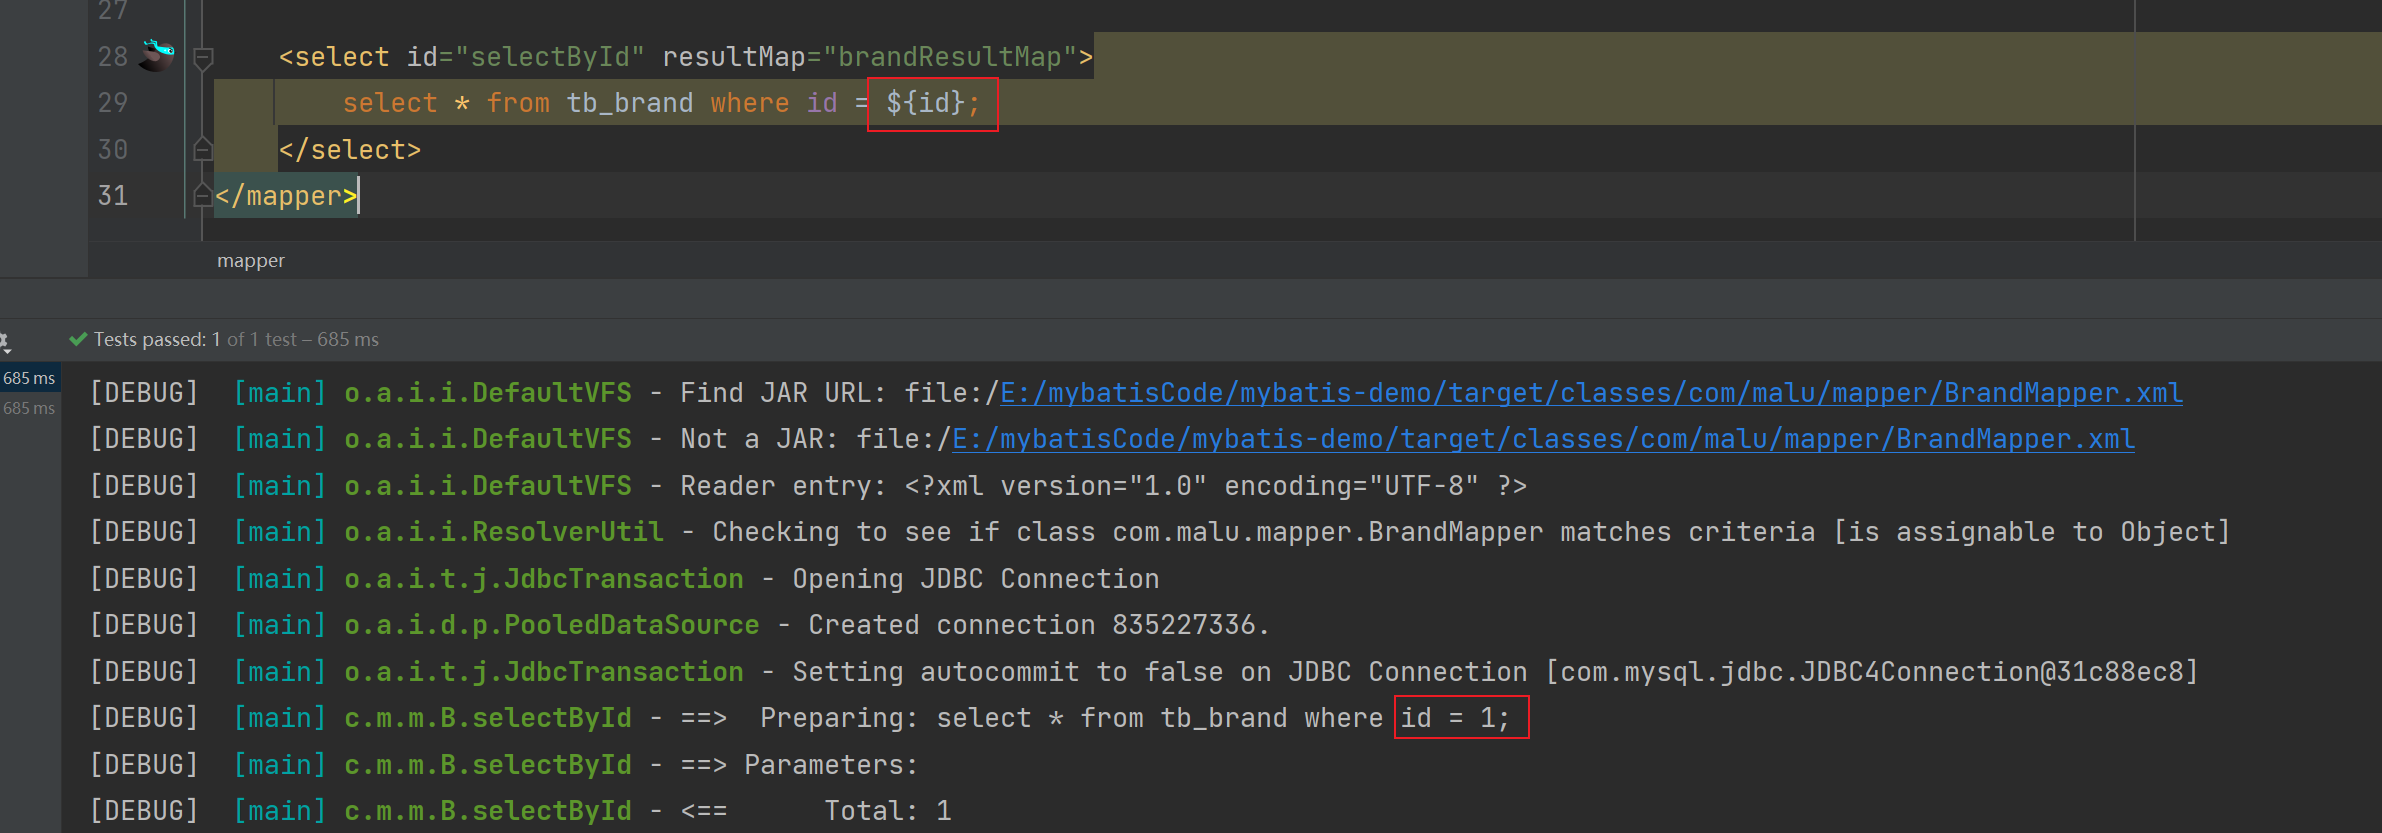 27
28 <select id="selectById" resultMap="brandResultMap">
29 select * from tb_brand where id = ${id};
30 </select>
31 </mapper>
mapper
Tests passed: 1 of 1 test – 685 ms
685 ms
685 ms
[DEBUG] [main] o.a.i.i.DefaultVFS - Find JAR URL: file:/E:/mybatisCode/mybatis-demo/target/classes/com/malu/mapper/BrandMapper.xml
[DEBUG] [main] o.a.i.i.DefaultVFS - Not a JAR: file:/E:/mybatisCode/mybatis-demo/target/classes/com/malu/mapper/BrandMapper.xml
[DEBUG] [main] o.a.i.i.DefaultVFS - Reader entry: <?xml version="1.0" encoding="UTF-8" ?>
[DEBUG] [main] o.a.i.i.ResolverUtil - Checking to see if class com.malu.mapper.BrandMapper matches criteria [is assignable to Object]
[DEBUG] [main] o.a.i.t.j.JdbcTransaction - Opening JDBC Connection
[DEBUG] [main] o.a.i.d.p.PooledDataSource - Created connection 835227336.
[DEBUG] [main] o.a.i.t.j.JdbcTransaction - Setting autocommit to false on JDBC Connection [com.mysql.jdbc.JDBC4Connection@31c88ec8]
[DEBUG] [main] c.m.m.B.selectById - ==>  Preparing: select * from tb_brand where id = 1;
[DEBUG] [main] c.m.m.B.selectById - ==> Parameters:
[DEBUG] [main] c.m.m.B.selectById - <==      Total: 1